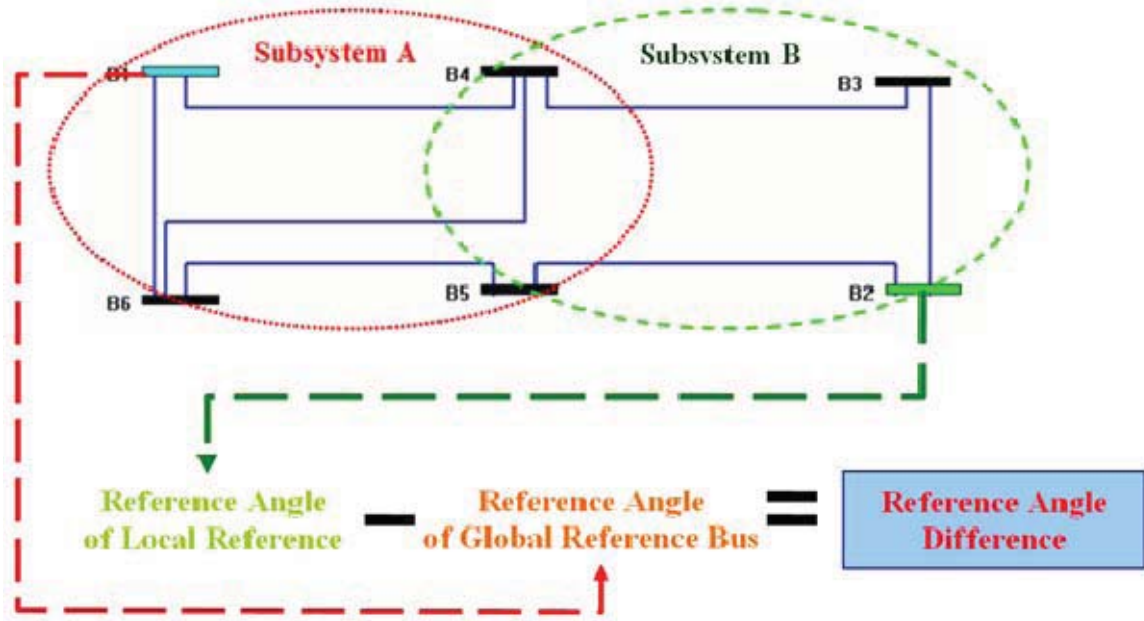 Subsystem A
Subsystem B
B1
B4
B3
B6
B5
B2
Reference Angle
of Local Reference
Reference Angle
of Global Reference Bus
Reference Angle
Difference